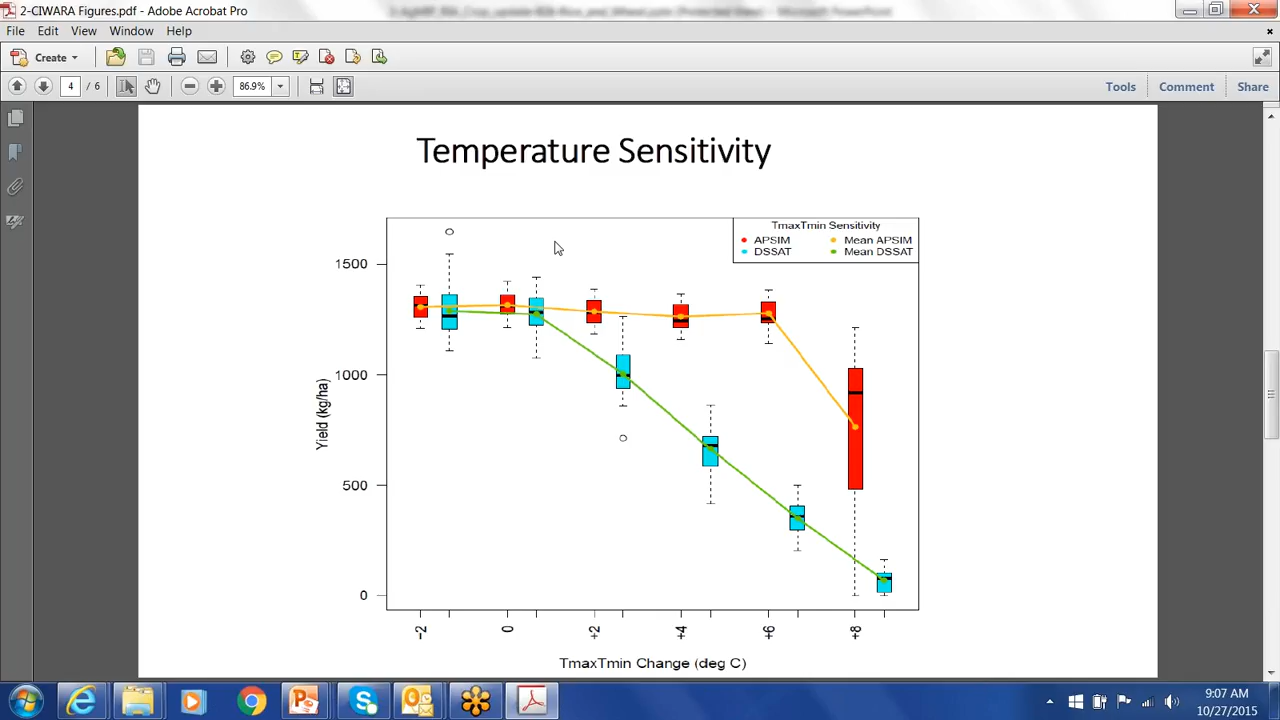 2-CIWARA Figures.pdf - Adobe Acrobat Pro
File Edit View Window Help
Create
4 / 6 86.9% Tools Comment Share
Temperature Sensitivity
TmaxTmin Sensitivity
APSIM Mean APSIM
DSSAT Mean DSSAT
1500
1000
500
0
Yield (kg/ha)
-2 0 +2 +4 +6 +8
TmaxTmin Change (deg C)
9:07 AM
10/27/2015